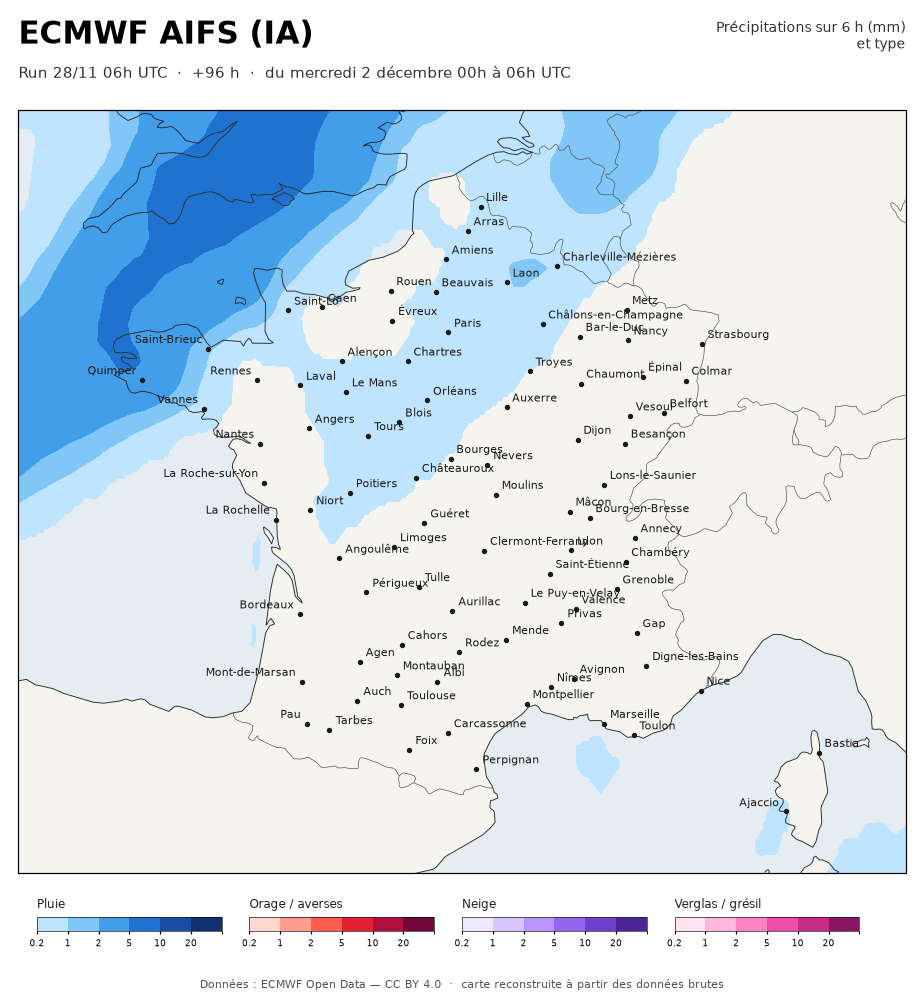 ECMWF AIFS (IA)
Précipitations sur 6 h (mm)
et type
Run 28/11 06h UTC · +96 h · du mercredi 2 décembre 00h à 06h UTC
Lille
Arras
Amiens
Charleville-Mézières
Laon
Rouen
Beauvais
Saint-Lô
Caen
Metz
Évreux
Châlons-en-Champagne
Paris
Bar-le-Duc
Nancy
Strasbourg
Saint-Brieuc
Alençon
Chartres
Troyes
Quimper
Rennes
Laval
Le Mans
Chaumont
Épinal
Colmar
Vannes
Orléans
Auxerre
Blois
Vesoul
Belfort
Nantes
Angers
Tours
Dijon
Besançon
Bourges
Nevers
La Roche-sur-Yon
Châteauroux
Poitiers
Moulins
Lons-le-Saunier
La Rochelle
Niort
Guéret
Mâcon
Bourg-en-Bresse
Angoulême
Limoges
Clermont-Ferrand
Lyon
Annecy
Chambéry
Saint-Étienne
Périgueux
Tulle
Grenoble
Le Puy-en-Velay
Valence
Bordeaux
Aurillac
Privas
Cahors
Rodez
Mende
Gap
Agen
Montauban
Albi
Mont-de-Marsan
Nîmes
Avignon
Digne-les-Bains
Nice
Auch
Toulouse
Montpellier
Pau
Tarbes
Carcassonne
Marseille
Toulon
Foix
Perpignan
Bastia
Ajaccio
Pluie
0.2 1 2 5 10 20
Orage / averses
0.2 1 2 5 10 20
Neige
0.2 1 2 5 10 20
Verglas / grésil
0.2 1 2 5 10 20
Données : ECMWF Open Data — CC BY 4.0 · carte reconstruite à partir des données brutes